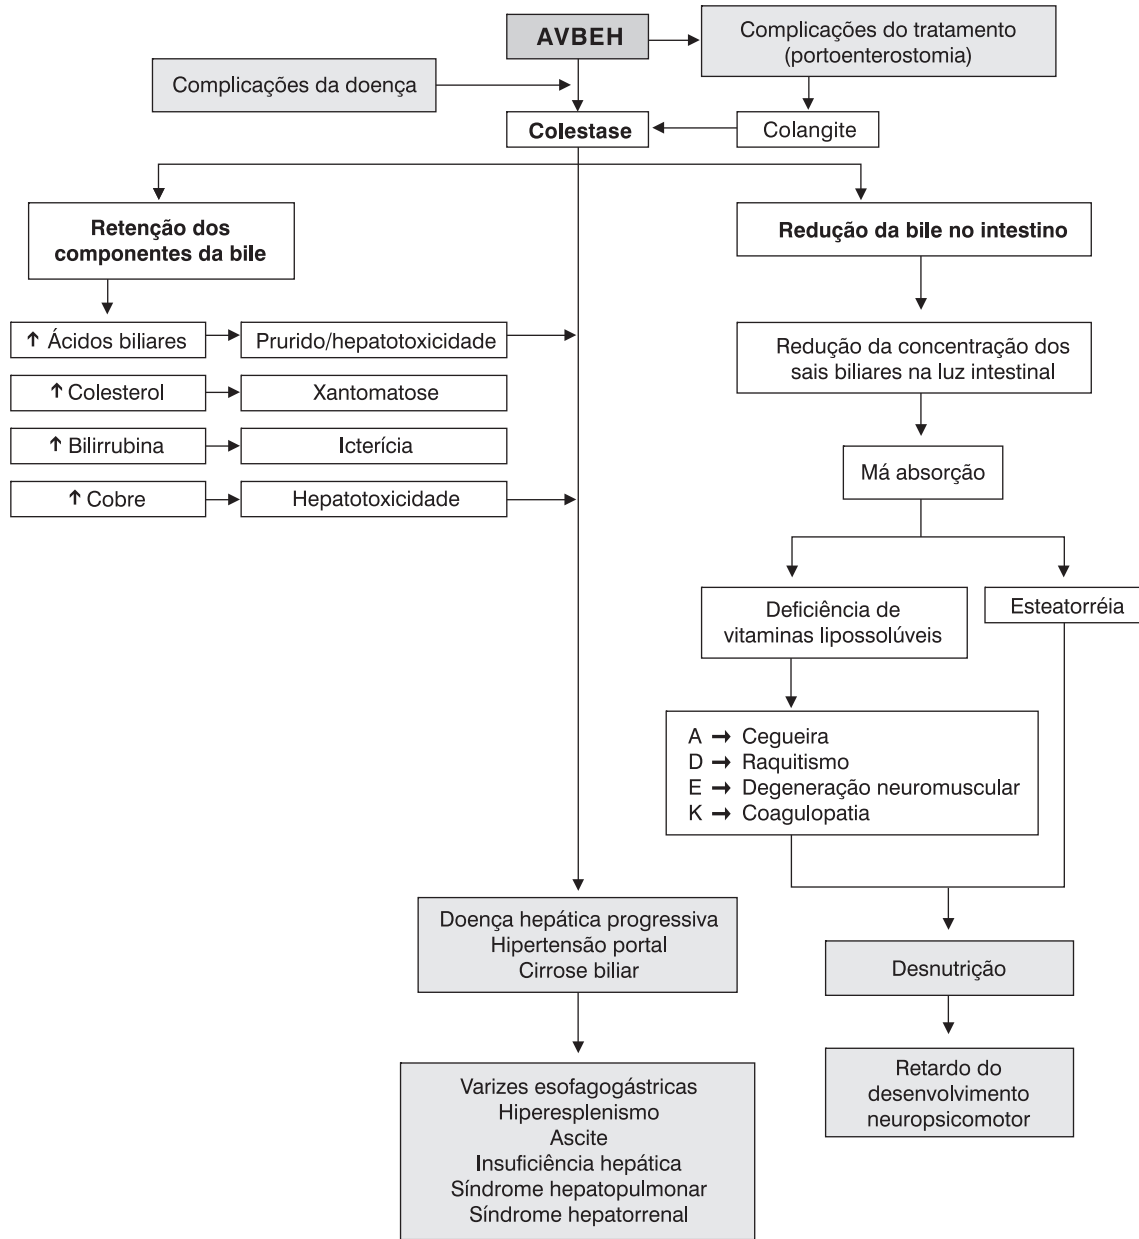 AVBEH
Complicações do tratamento
(portoenterostomia)
Complicações da doença
Colestase
Colangite
Retenção dos
componentes da bile
Redução da bile no intestino
↑ Ácidos biliares
Prurido/hepatotoxicidade
↑ Colesterol
Xantomatose
↑ Bilirrubina
Icterícia
↑ Cobre
Hepatotoxicidade
Redução da concentração dos
sais biliares na luz intestinal
Má absorção
Deficiência de
vitaminas lipossolúveis
Esteatorréia
A → Cegueira
D → Raquitismo
E → Degeneração neuromuscular
K → Coagulopatia
Doença hepática progressiva
Hipertensão portal
Cirrose biliar
Desnutrição
Varizes esofagogástricas
Hiperesplenismo
Ascite
Insuficiência hepática
Síndrome hepatopulmonar
Síndrome hepatorrenal
Retardo do
desenvolvimento
neuropsicomotor